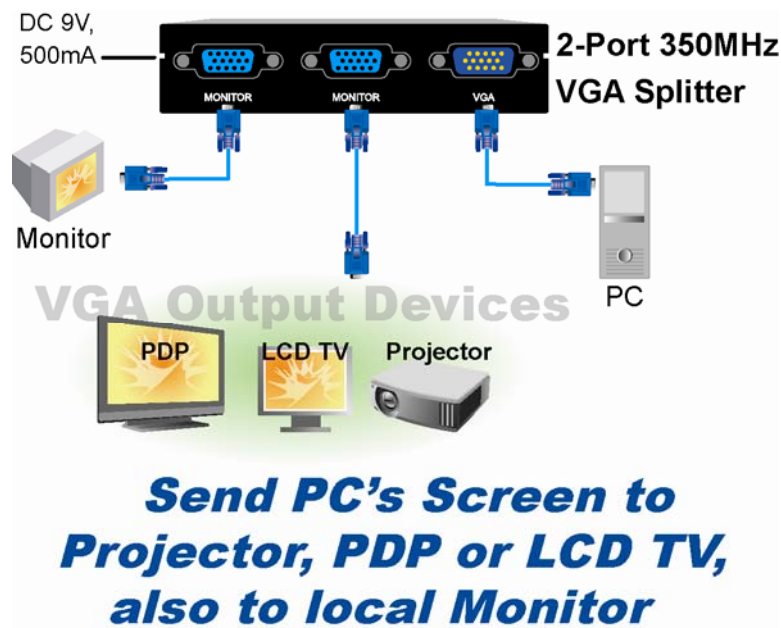 DC 9V,
500mA
2-Port 350MHz
VGA Splitter
MONITOR
MONITOR
VGA
Monitor
PC
VGA Output Devices
PDP
LCD TV
Projector
Send PC's Screen to
Projector, PDP or LCD TV,
also to local Monitor